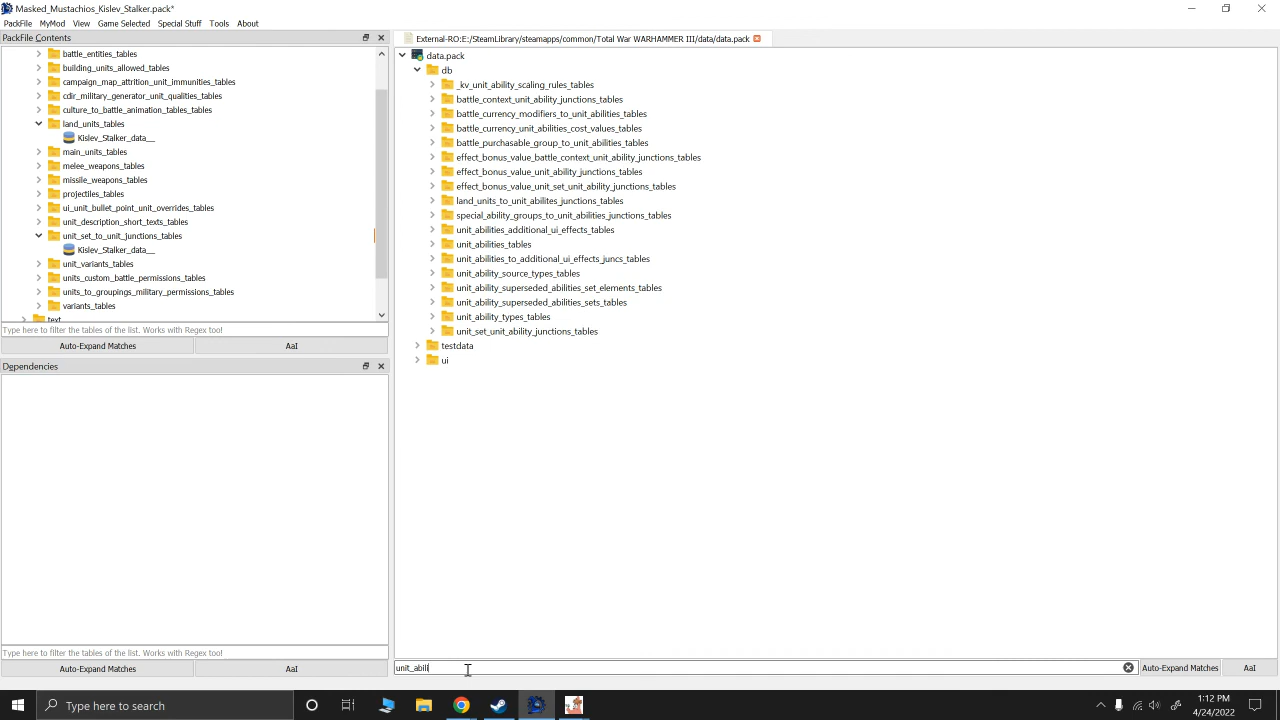 Masked_Mustachios_Kislev_Stalker.pack*
PackFile MyMod View Game Selected Special Stuff Tools About
PackFile Contents
battle_entities_tables
building_units_allowed_tables
campaign_map_attrition_unit_immunities_tables
cdir_military_generator_unit_qualities_tables
culture_to_battle_animation_tables_tables
land_units_tables
Kislev_Stalker_data__
main_units_tables
melee_weapons_tables
missile_weapons_tables
projectiles_tables
ui_unit_bullet_point_unit_overrides_tables
unit_description_short_texts_tables
unit_set_to_unit_junctions_tables
Kislev_Stalker_data__
unit_variants_tables
units_custom_battle_permissions_tables
units_to_groupings_military_permissions_tables
variants_tables
text
Type here to filter the tables of the list. Works with Regex too!
Auto-Expand Matches AaI
Dependencies
Type here to filter the tables of the list. Works with Regex too!
Auto-Expand Matches AaI
External-RO:E:/SteamLibrary/steamapps/common/Total War WARHAMMER III/data/data.pack
data.pack
db
_kv_unit_ability_scaling_rules_tables
battle_context_unit_ability_junctions_tables
battle_currency_modifiers_to_unit_abilities_tables
battle_currency_unit_abilities_cost_values_tables
battle_purchasable_group_to_unit_abilities_tables
effect_bonus_value_battle_context_unit_ability_junctions_tables
effect_bonus_value_unit_ability_junctions_tables
effect_bonus_value_unit_set_unit_ability_junctions_tables
land_units_to_unit_abilites_junctions_tables
special_ability_groups_to_unit_abilities_junctions_tables
unit_abilities_additional_ui_effects_tables
unit_abilities_tables
unit_abilities_to_additional_ui_effects_juncs_tables
unit_ability_source_types_tables
unit_ability_superseded_abilities_set_elements_tables
unit_ability_superseded_abilities_sets_tables
unit_ability_types_tables
unit_set_unit_ability_junctions_tables
testdata
ui
unit_abili
Auto-Expand Matches AaI
Type here to search
1:12 PM
4/24/2022